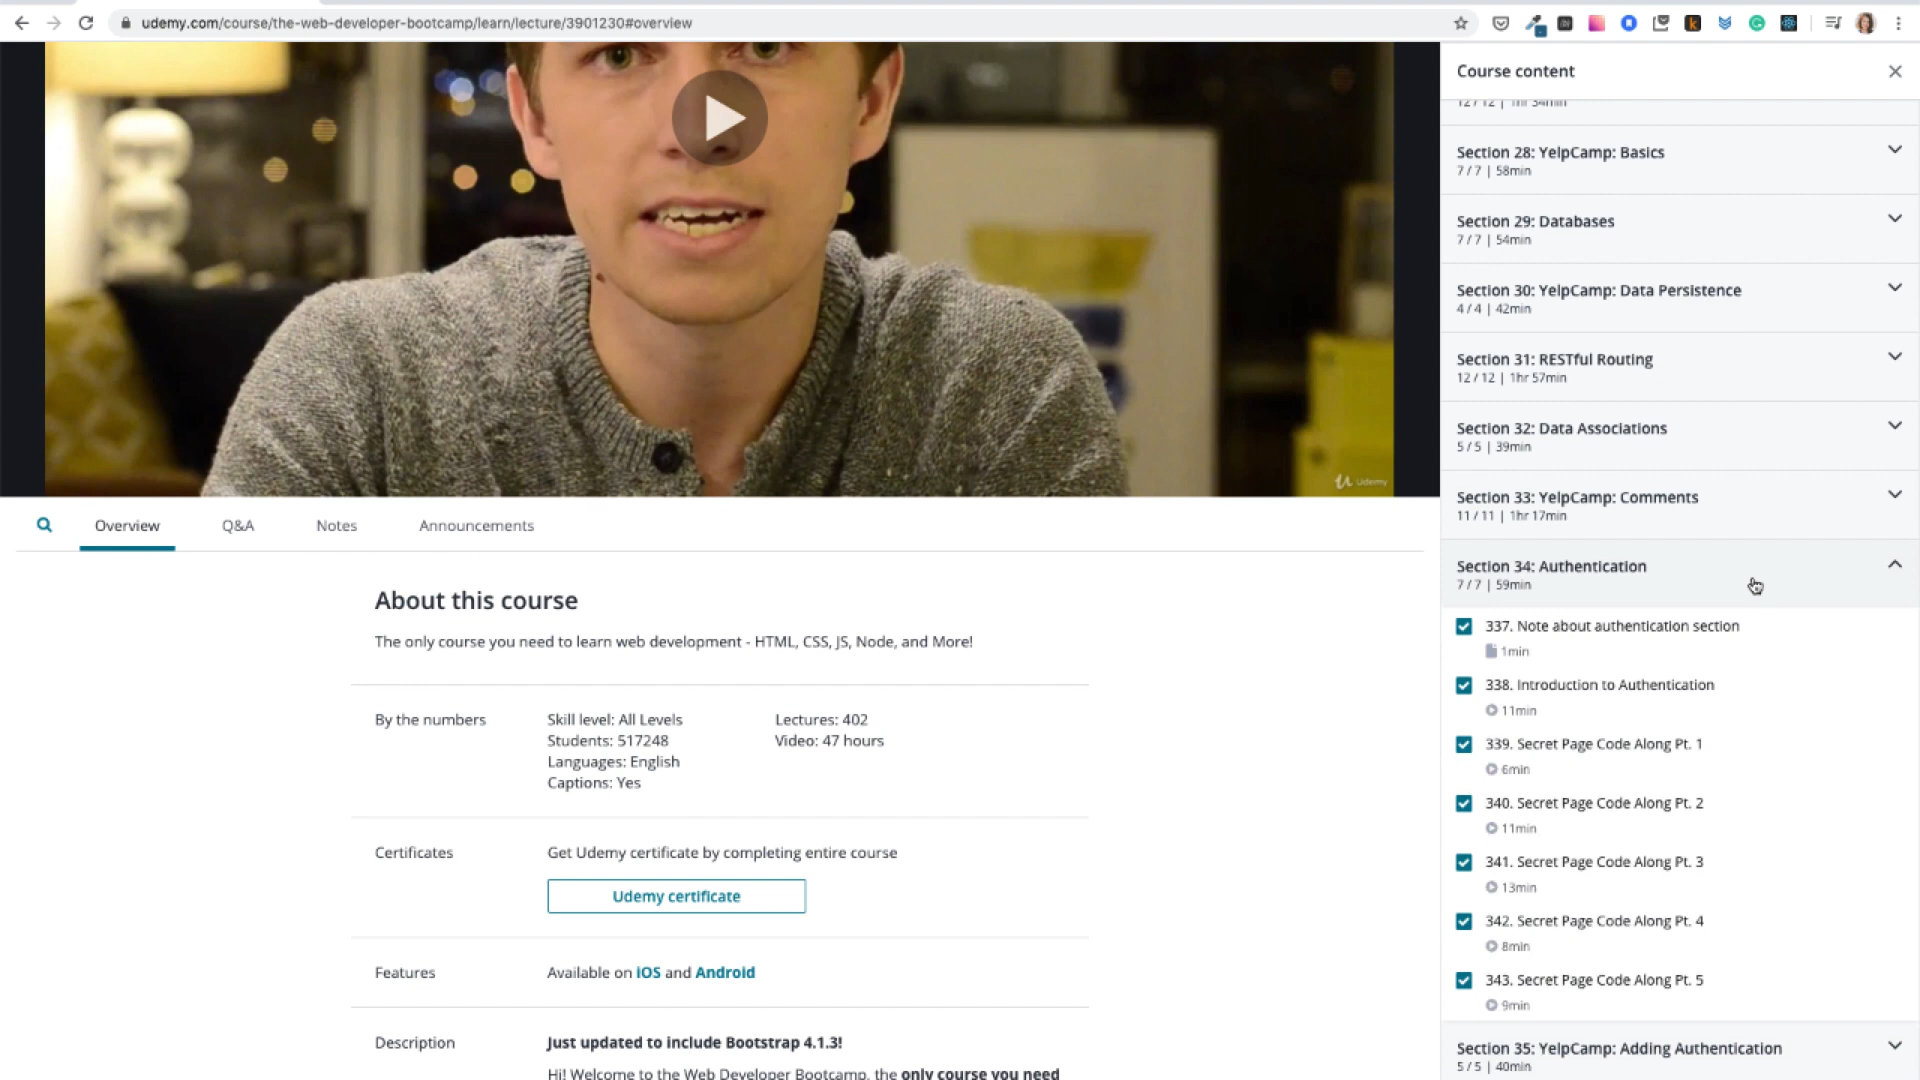 udemy.com/course/the-web-developer-bootcamp/learn/lecture/3901230#overview
Udemy
Overview
Q&A
Notes
Announcements
About this course
The only course you need to learn web development - HTML, CSS, JS, Node, and More!
By the numbers
Skill level: All Levels
Students: 517248
Languages: English
Captions: Yes
Lectures: 402
Video: 47 hours
Certificates
Get Udemy certificate by completing entire course
Udemy certificate
Features
Available on iOS and Android
Description
Just updated to include Bootstrap 4.1.3!
Hi! Welcome to the Web Developer Bootcamp, the only course you need
Course content
12 / 12 | 1hr 34min
Section 28: YelpCamp: Basics
7 / 7 | 58min
Section 29: Databases
7 / 7 | 54min
Section 30: YelpCamp: Data Persistence
4 / 4 | 42min
Section 31: RESTful Routing
12 / 12 | 1hr 57min
Section 32: Data Associations
5 / 5 | 39min
Section 33: YelpCamp: Comments
11 / 11 | 1hr 17min
Section 34: Authentication
7 / 7 | 59min
337. Note about authentication section
1min
338. Introduction to Authentication
11min
339. Secret Page Code Along Pt. 1
6min
340. Secret Page Code Along Pt. 2
11min
341. Secret Page Code Along Pt. 3
13min
342. Secret Page Code Along Pt. 4
8min
343. Secret Page Code Along Pt. 5
9min
Section 35: YelpCamp: Adding Authentication
5 / 5 | 40min